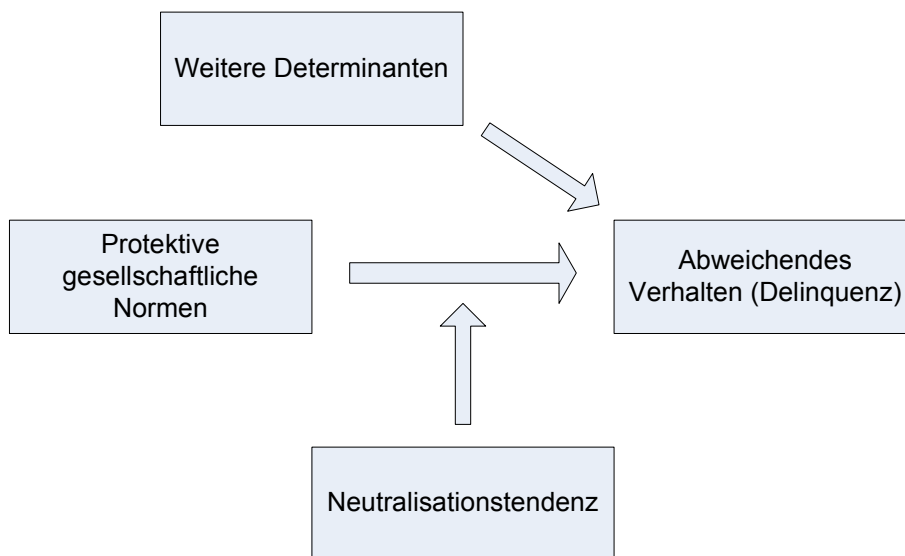 Weitere Determinanten
Protektive
gesellschaftliche
Normen
Abweichendes
Verhalten (Delinquenz)
Neutralisationstendenz